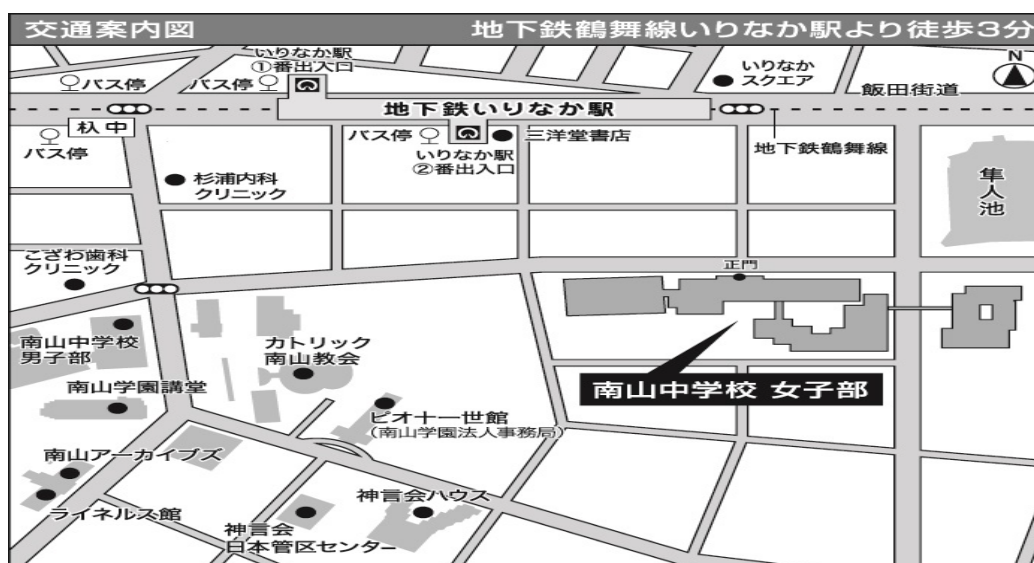 交通案内図
地下鉄鶴舞線いりなか駅より徒歩3分
いりなか駅
①番出入口
バス停
バス停
いりなか
スクエア
N
飯田街道
地下鉄いりなか駅
杁中
バス停
バス停
三洋堂書店
いりなか駅
②番出入口
地下鉄鶴舞線
杉浦内科
クリニック
隼人池
こざわ歯科
クリニック
正門
南山中学校
男子部
カトリック
南山教会
南山中学校 女子部
南山学園講堂
ピオ十一世館
(南山学園法人事務局)
南山アーカイブズ
ライネルス館
神言会ハウス
神言会
日本管区センター